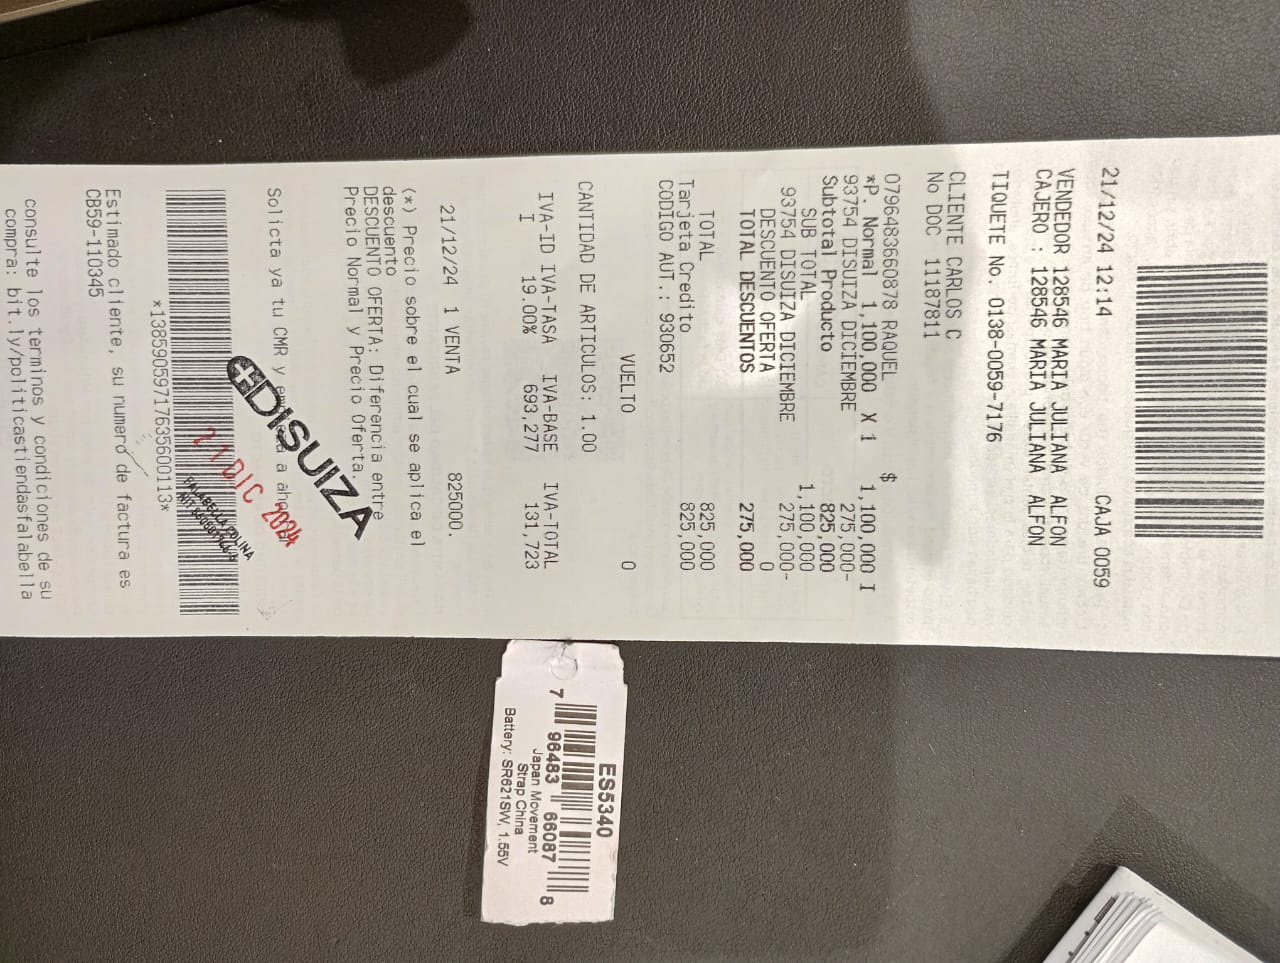 21/12/24 12:14 CAJA 0059
VENDEDOR 128546 MARIA JULIANA ALFON
CAJERO : 128546 MARIA JULIANA ALFON
TIQUETE No. 0138-0059-7176
CLIENTE CARLOS C
No DOC 11187811
0796483660878 RAQUEL
*P. Normal 1,100,000 X 1 $ 1,100,000 I
93754 DISUIZA DICIEMBRE 275,000-
Subtotal Producto 825,000
SUB TOTAL 1,100,000
93754 DISUIZA DICIEMBRE 275,000-
DESCUENTO OFERTA 0
TOTAL DESCUENTOS 275,000
TOTAL 825,000
Tarjeta Credito 825,000
CODIGO AUT.: 930652
VUELTO 0
CANTIDAD DE ARTICULOS: 1.00
IVA-ID IVA-TASA IVA-BASE IVA-TOTAL
I 19.00% 693,277 131,723
21/12/24 1 VENTA 825000.
(*) Precio sobre el cual se aplica el
descuento
DESCUENTO OFERTA: Diferencia entre
Precio Normal y Precio Oferta.
Solicta ya tu CMR y a
DISUIZA
21 DIC 2024
FALABELLA COLINA
*13859059717635600113*
Estimado cliente, su numero de factura es
CB59-110345
consulte los terminos y condiciones de su
compra: bit.ly/politicastiendasfalabella
ES5340
7 96483 66087 8
Japan Movement
Strap China
Battery: SR621SW, 1.55V